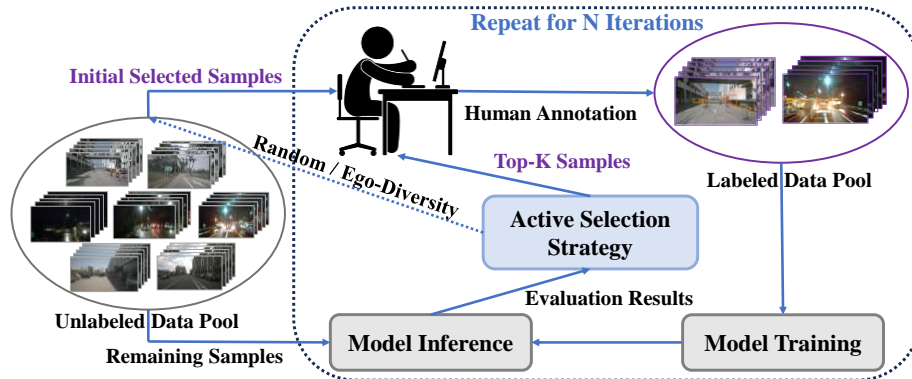 Repeat for N Iterations
Initial Selected Samples
Human Annotation
Random / Ego-Diversity
Top-K Samples
Labeled Data Pool
Active Selection
Strategy
Evaluation Results
Unlabeled Data Pool
Remaining Samples
Model Inference
Model Training